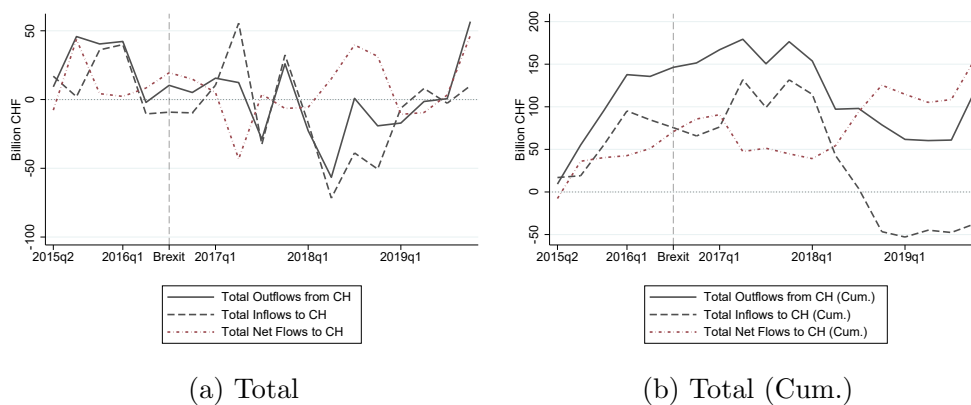 Billion CHF
50
0
-50
-100
2015q2 2016q1 Brexit 2017q1 2018q1 2019q1
Total Outflows from CH
Total Inflows to CH
Total Net Flows to CH
(a) Total
Billion CHF
200
150
100
50
0
-50
2015q2 2016q1 Brexit 2017q1 2018q1 2019q1
Total Outflows from CH (Cum.)
Total Inflows to CH (Cum.)
Total Net Flows to CH (Cum.)
(b) Total (Cum.)